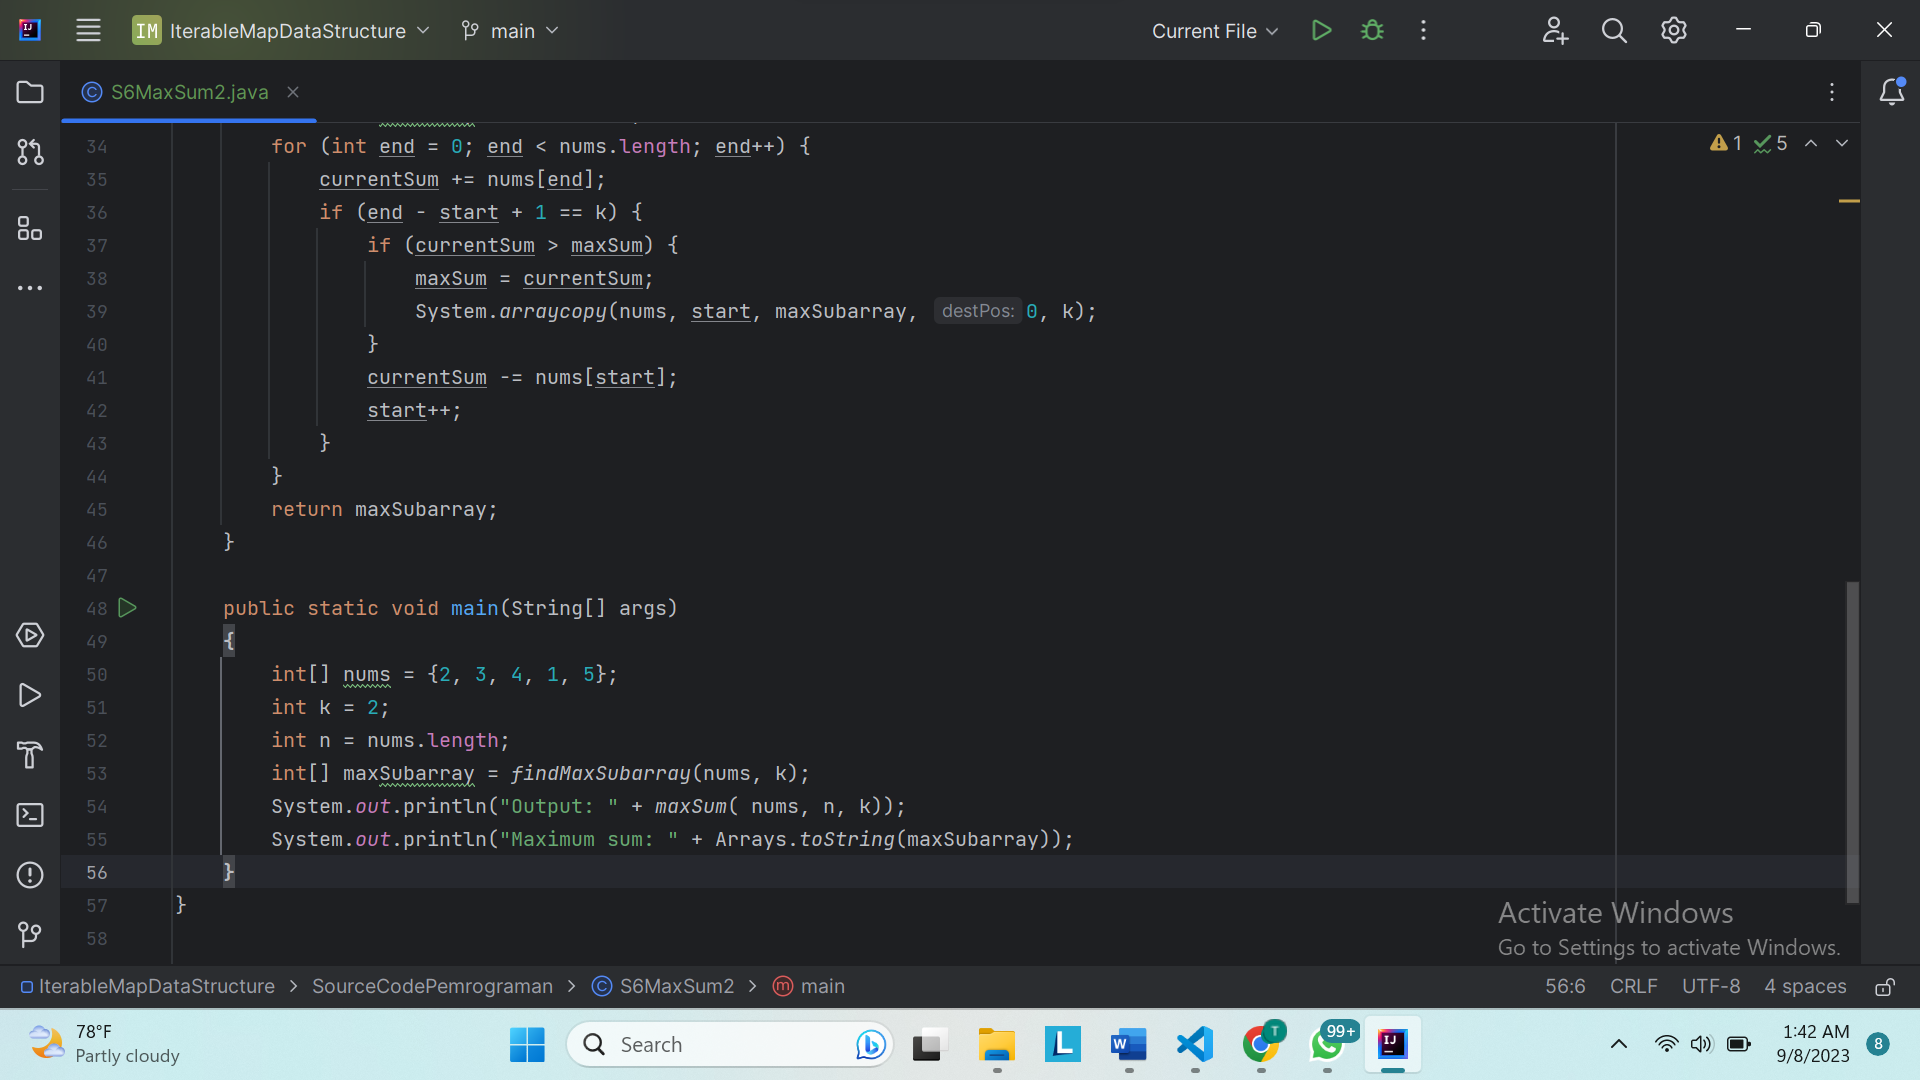 IM IterableMapDataStructure main Current File
S6MaxSum2.java
34 for (int end = 0; end < nums.length; end++) { 1 5
35 currentSum += nums[end];
36 if (end - start + 1 == k) {
37 if (currentSum > maxSum) {
38 maxSum = currentSum;
39 System.arraycopy(nums, start, maxSubarray, destPos: 0, k);
40 }
41 currentSum -= nums[start];
42 start++;
43 }
44 }
45 return maxSubarray;
46 }
47
48 public static void main(String[] args)
49 {
50 int[] nums = {2, 3, 4, 1, 5};
51 int k = 2;
52 int n = nums.length;
53 int[] maxSubarray = findMaxSubarray(nums, k);
54 System.out.println("Output: " + maxSum( nums, n, k));
55 System.out.println("Maximum sum: " + Arrays.toString(maxSubarray));
56 }
57 }
58
Activate Windows
Go to Settings to activate Windows.
IterableMapDataStructure > SourceCodePemrograman > S6MaxSum2 > main 56:6 CRLF UTF-8 4 spaces
78°F
Partly cloudy
Search
99+
1:42 AM
9/8/2023
8